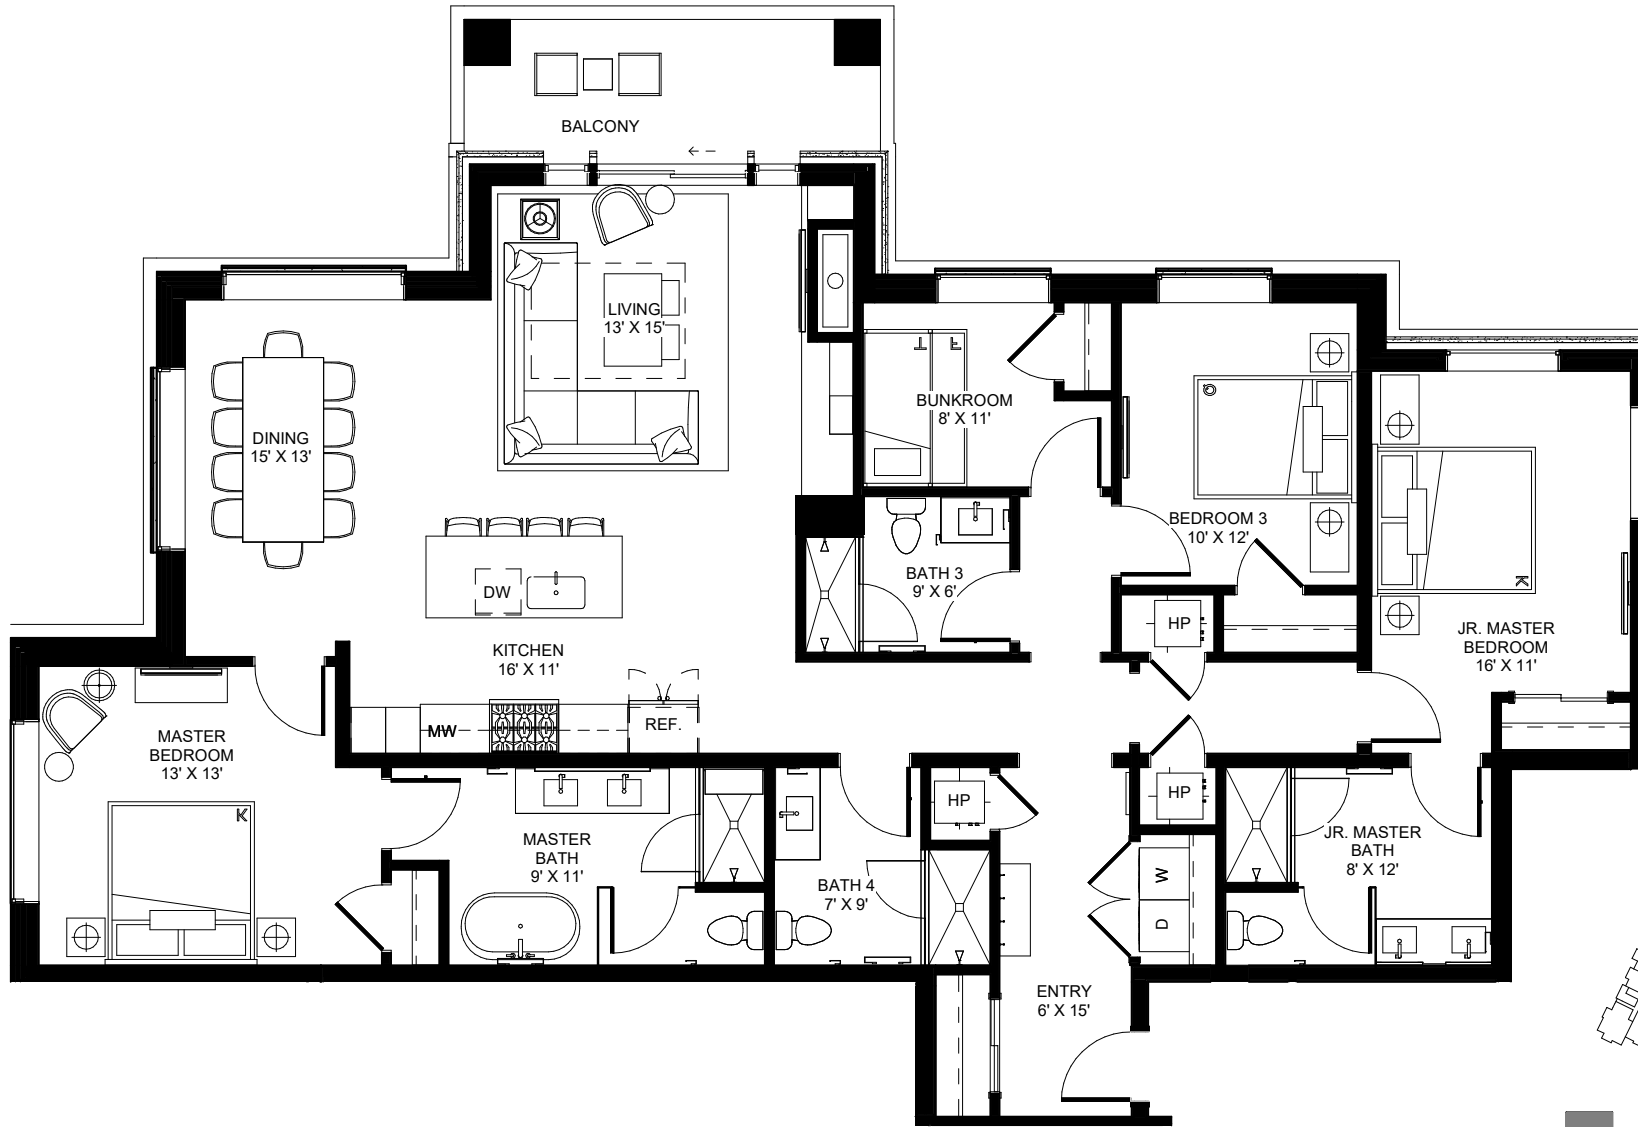 BALCONY
LIVING
13' X 15'
DINING
15' X 13'
BUNKROOM
8' X 11'
T F
Q
BEDROOM 3
10' X 12'
BATH 3
9' X 6'
DW
KITCHEN
16' X 11'
MW
REF.
HP
K
JR. MASTER
BEDROOM
16' X 11'
MASTER
BEDROOM
13' X 13'
K
MASTER
BATH
9' X 11'
BATH 4
7' X 9'
HP
HP
W
D
JR. MASTER
BATH
8' X 12'
ENTRY
6' X 15'